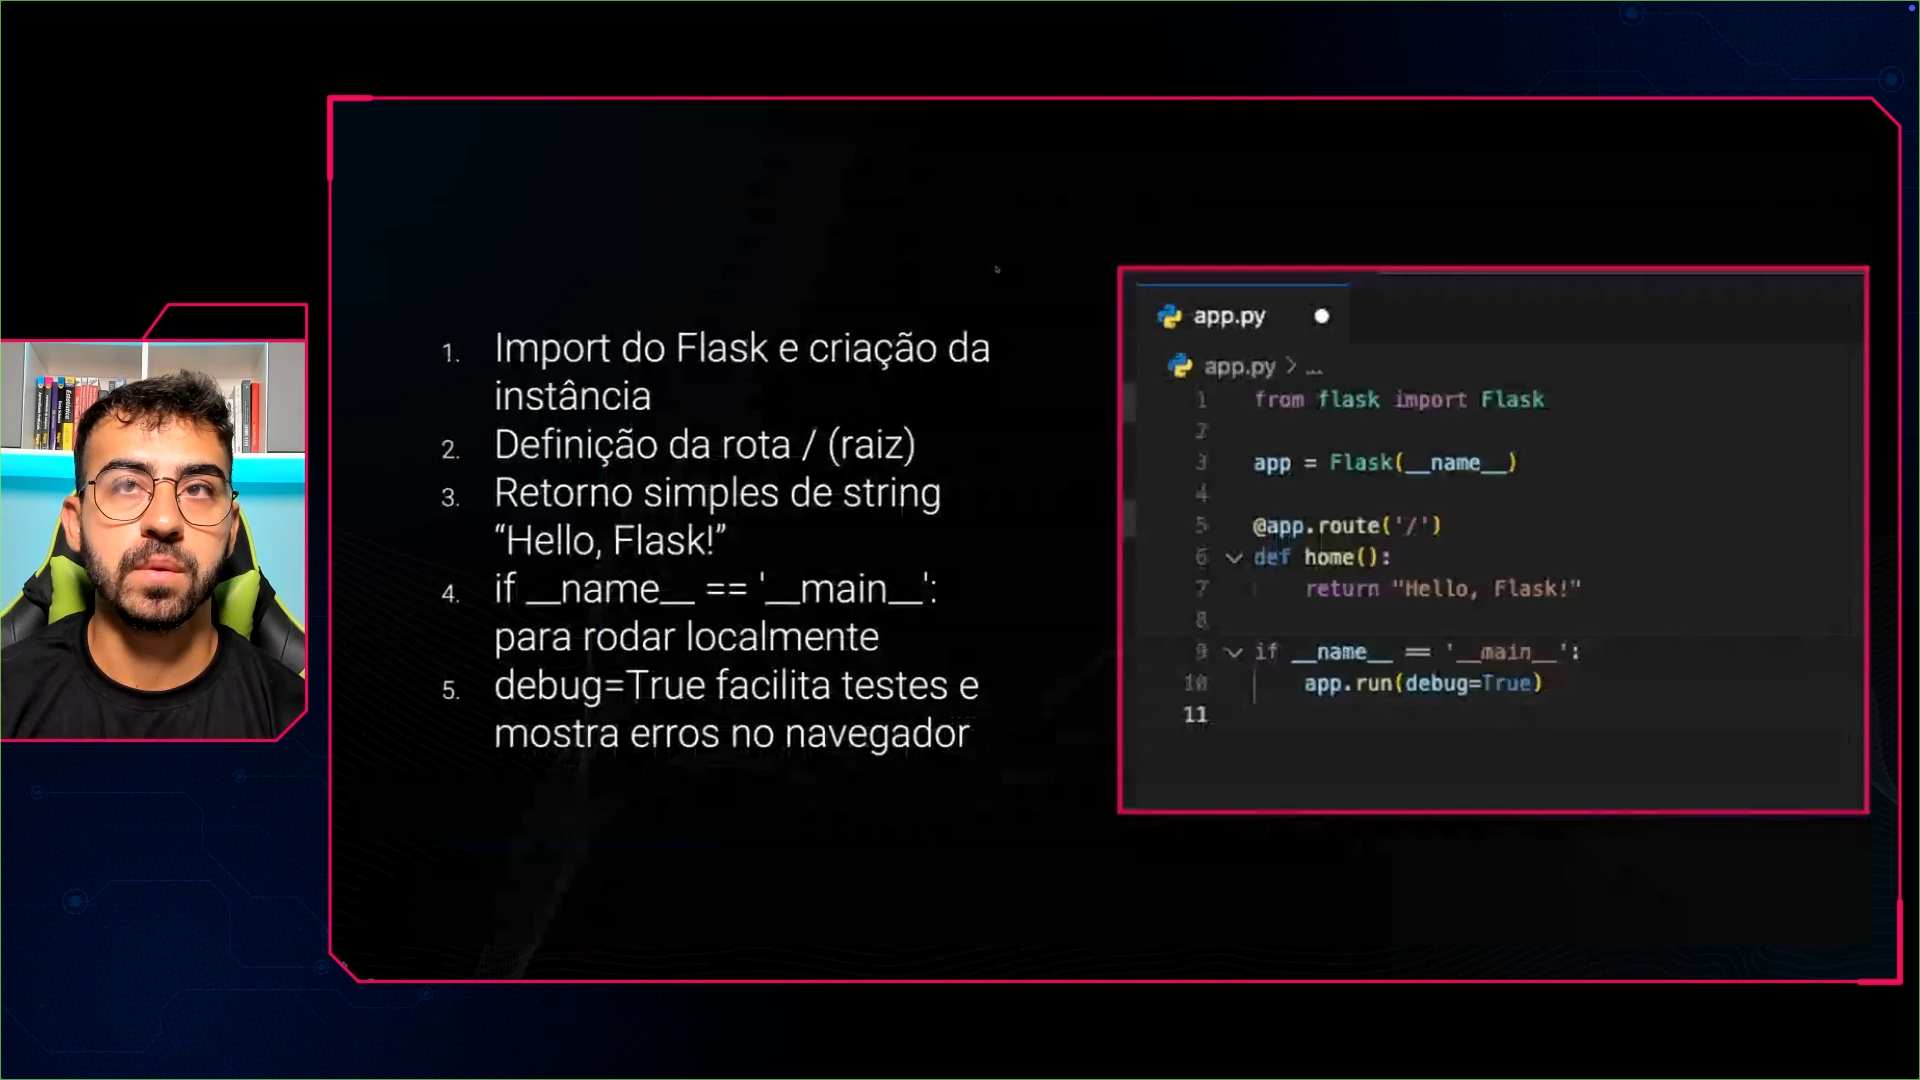 1. Import do Flask e criação da
instância
2. Definição da rota / (raiz)
3. Retorno simples de string
“Hello, Flask!”
4. if __name__ == '__main__':
para rodar localmente
5. debug=True facilita testes e
mostra erros no navegador
app.py
app.py > ...
1 from flask import Flask
2
3 app = Flask(__name__)
4
5 @app.route('/')
6 def home():
7 return "Hello, Flask!"
8
9 if __name__ == '__main__':
10 app.run(debug=True)
11